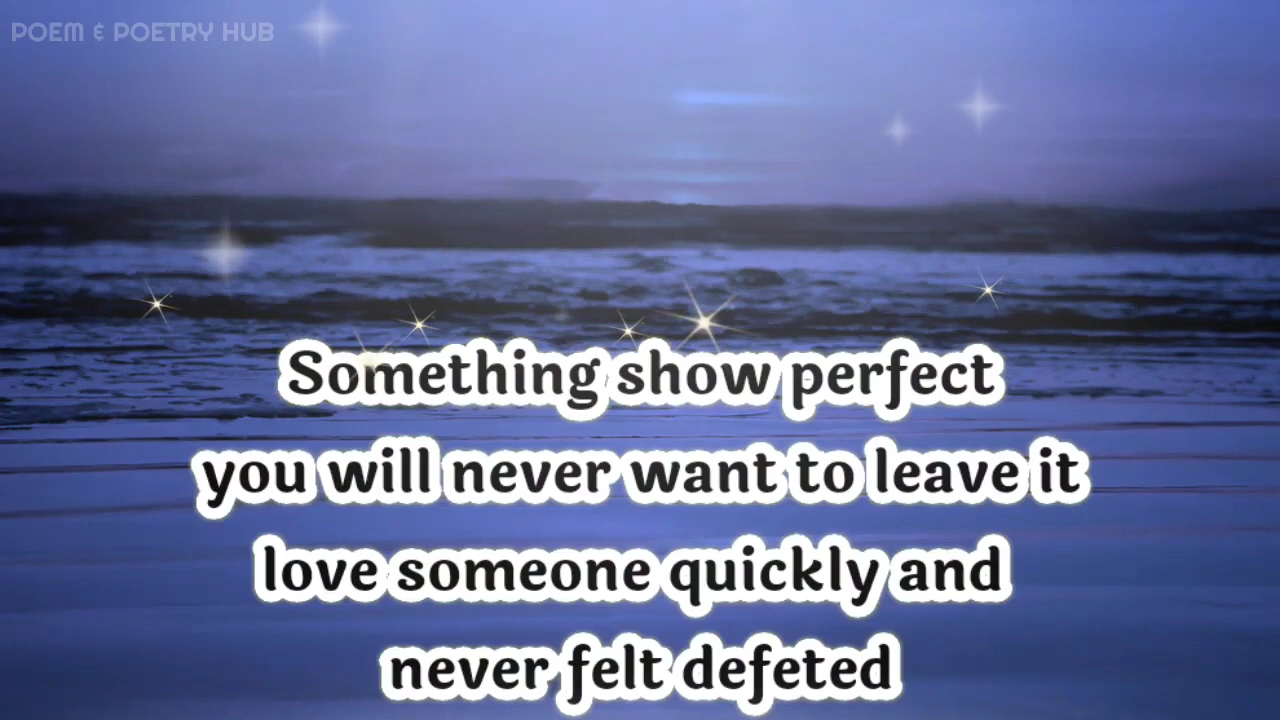 POEM & POETRY HUB
Something show perfect
you will never want to leave it
love someone quickly and
never felt defeted